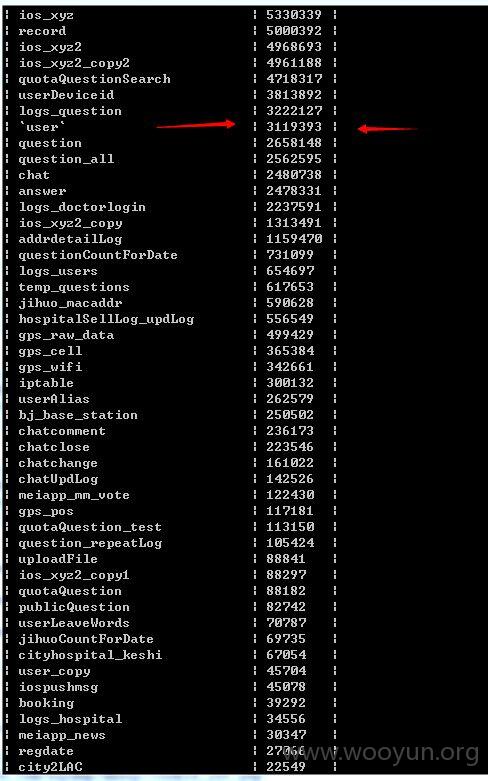 | ios_xyz | 5330339 |
| record | 5000392 |
| ios_xyz2 | 4968693 |
| ios_xyz2_copy2 | 4961188 |
| quotaQuestionSearch | 4718317 |
| userDeviceid | 3813892 |
| logs_question | 3222127 |
| `user` | 3119393 |
| question | 2658148 |
| question_all | 2562595 |
| chat | 2480738 |
| answer | 2478331 |
| logs_doctorlogin | 2237591 |
| ios_xyz2_copy | 1313491 |
| addrdetailLog | 1159470 |
| questionCountForDate | 731099 |
| logs_users | 654697 |
| temp_questions | 617653 |
| jihuo_macaddr | 590628 |
| hospitalSellLog_updLog | 556549 |
| gps_raw_data | 499429 |
| gps_cell | 365384 |
| gps_wifi | 342661 |
| iptable | 300132 |
| userAlias | 262579 |
| bj_base_station | 250502 |
| chatcomment | 236173 |
| chatclose | 223546 |
| chatchange | 161022 |
| chatUpdLog | 142526 |
| meiapp_mm_vote | 122430 |
| gps_pos | 117181 |
| quotaQuestion_test | 113150 |
| question_repeatLog | 105424 |
| uploadFile | 88841 |
| ios_xyz2_copy1 | 88297 |
| quotaQuestion | 88182 |
| publicQuestion | 82742 |
| userLeaveWords | 70787 |
| jihuoCountForDate | 69735 |
| cityhospital_keshi | 67054 |
| user_copy | 45704 |
| iospushmsg | 45078 |
| booking | 39292 |
| logs_hospital | 34556 |
| meiapp_news | 30347 |
| regdate | 27066 |
www.wooyun.org
| city2LAC | 22549 |